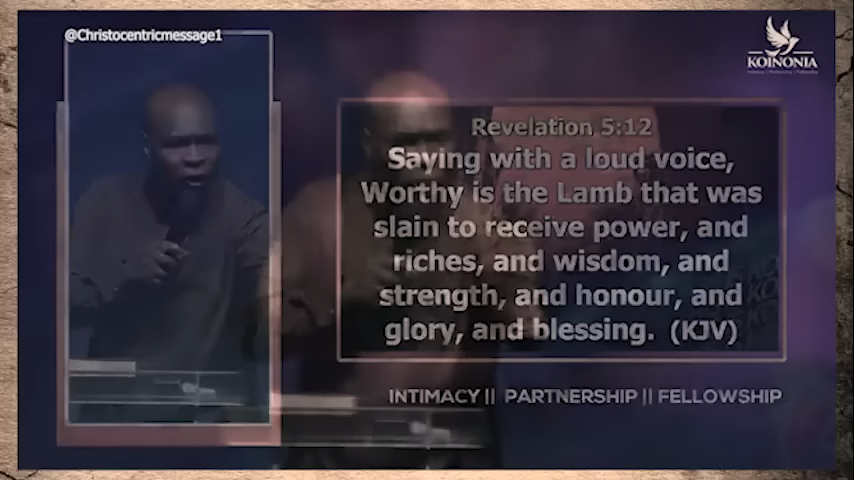 @Christocentricmessage1
KOINONIA
Revelation 5:12
Saying with a loud voice,
Worthy is the Lamb that was
slain to receive power, and
riches, and wisdom, and
strength, and honour, and
glory, and blessing. (KJV)
INTIMACY || PARTNERSHIP || FELLOWSHIP